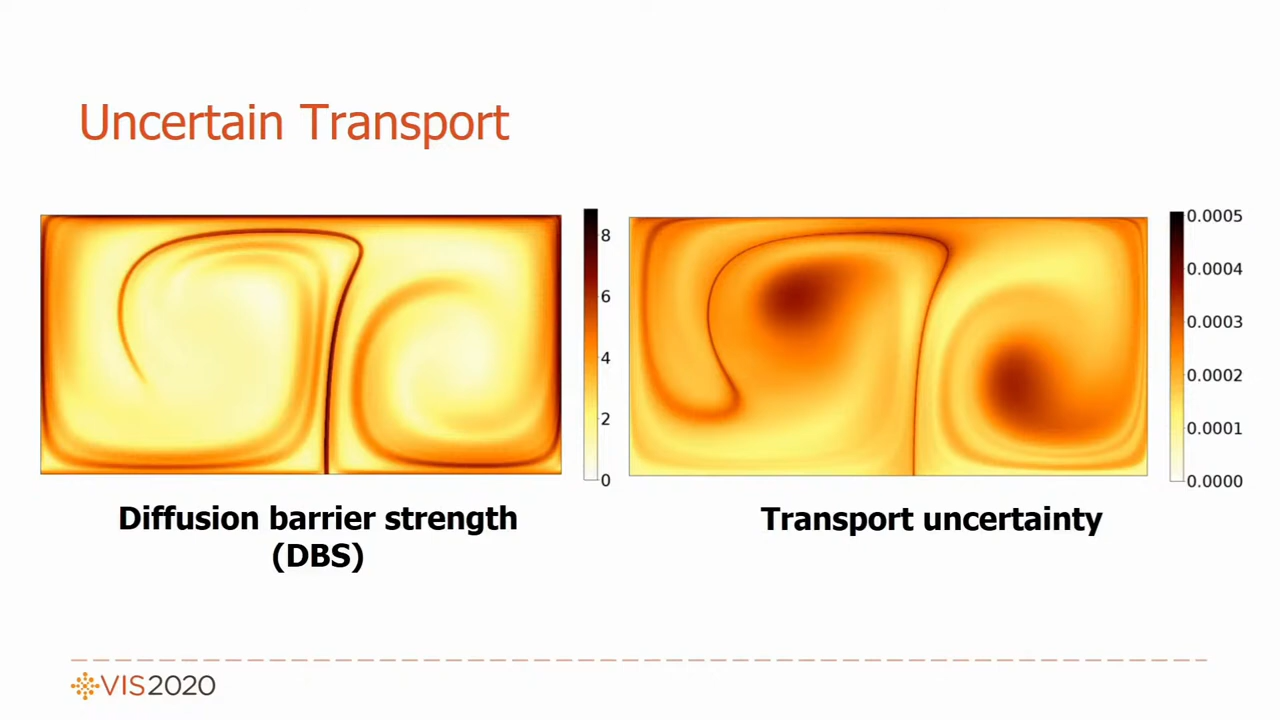 Uncertain Transport
8
6
4
2
0
0.0005
0.0004
0.0003
0.0002
0.0001
0.0000
Diffusion barrier strength
(DBS)
Transport uncertainty
VIS2020